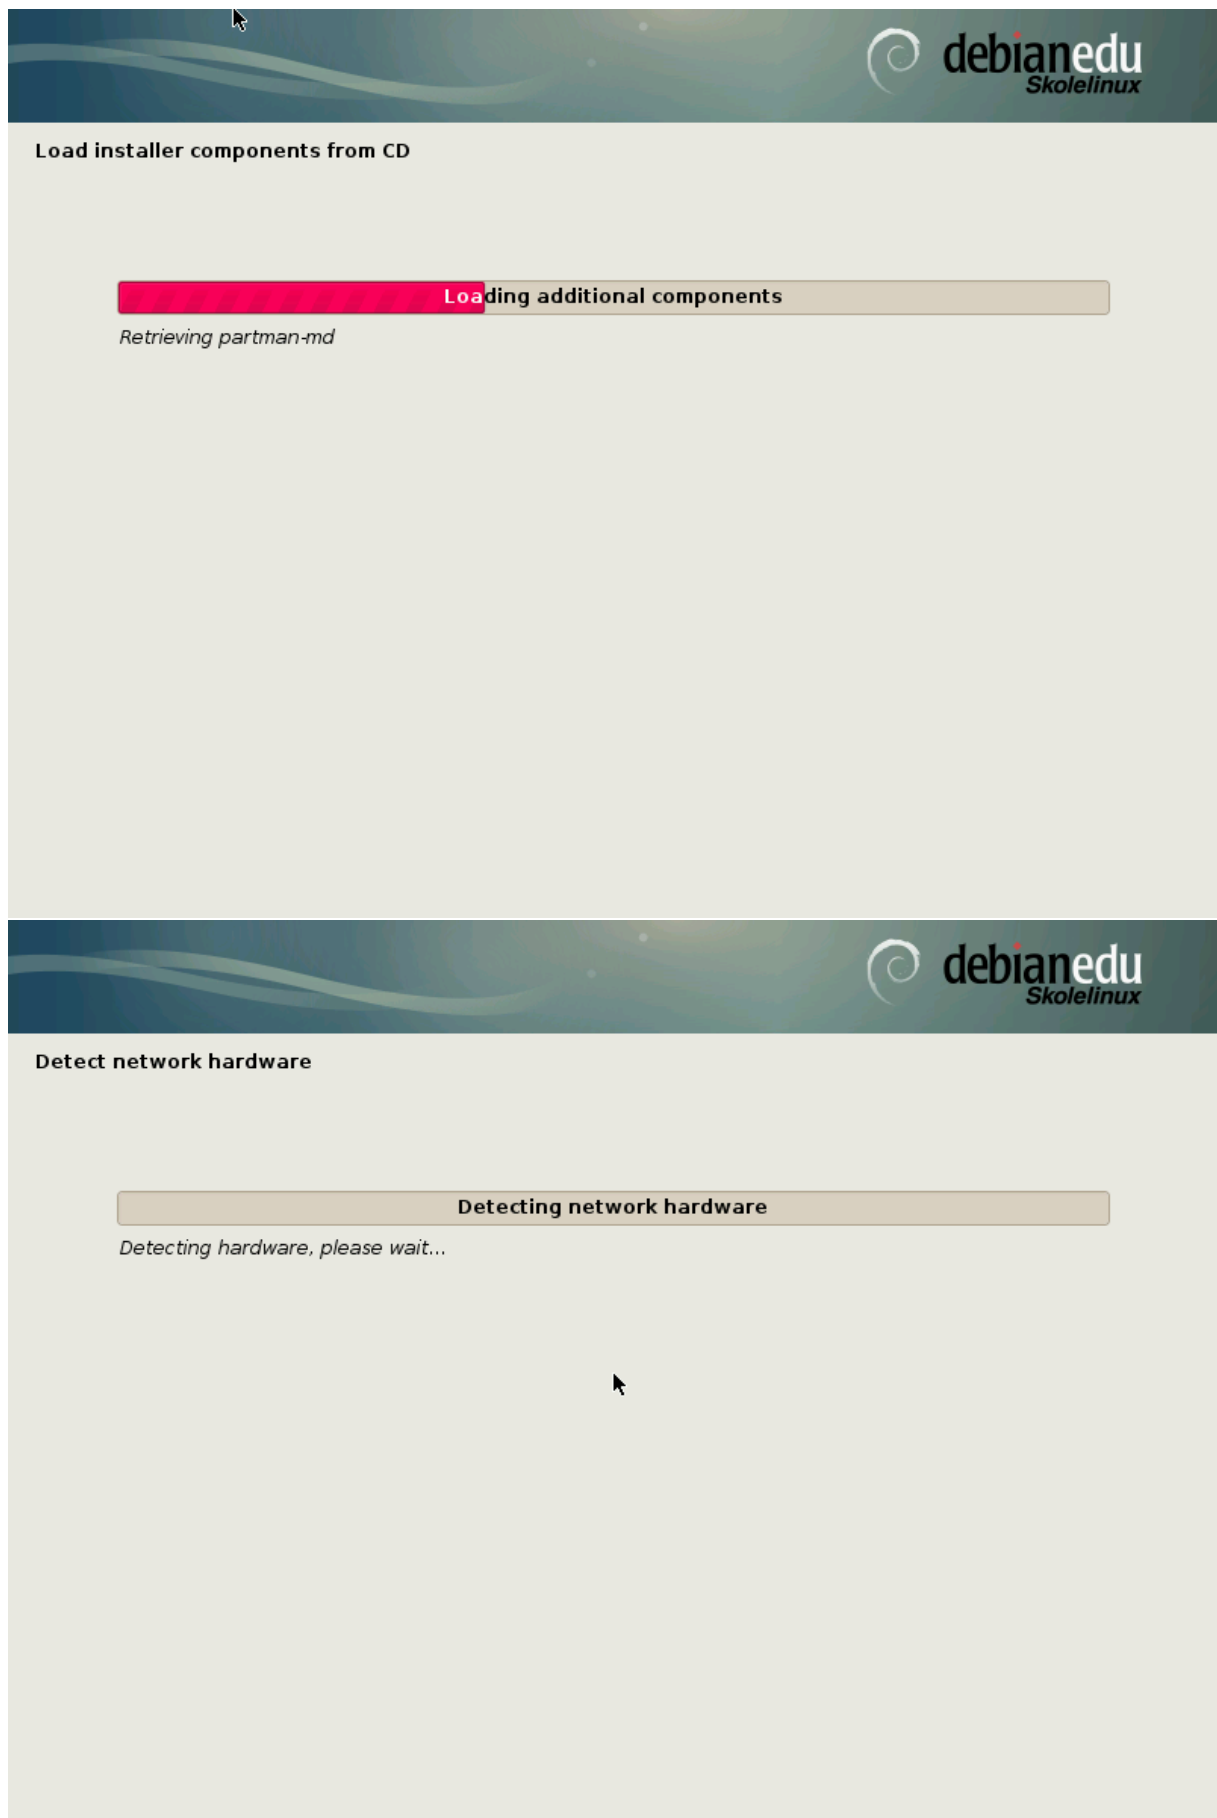 debianedu
Skolelinux
Load installer components from CD
Loading additional components
Retrieving partman-md
debianedu
Skolelinux
Detect network hardware
Detecting network hardware
Detecting hardware, please wait...